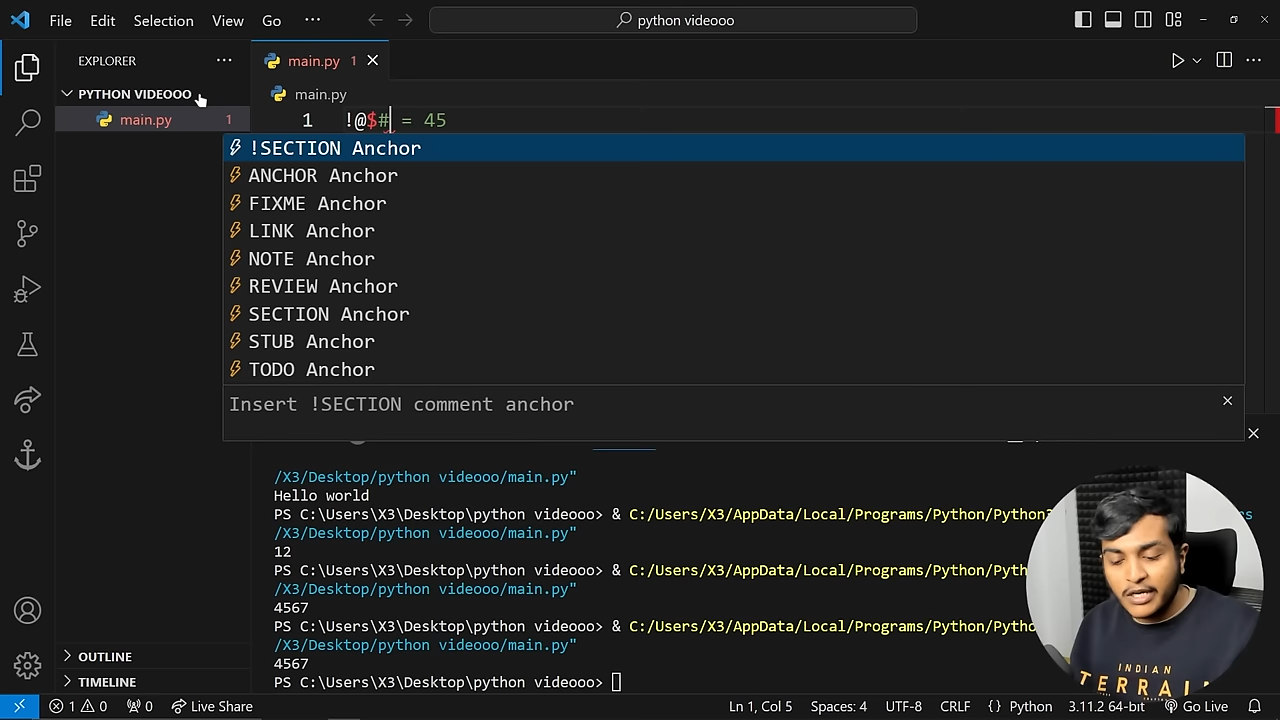 File Edit Selection View Go ··· python videooo
EXPLORER ···
main.py 1
PYTHON VIDEOOO
main.py
main.py 1
1 !@$# = 45
!SECTION Anchor
ANCHOR Anchor
FIXME Anchor
LINK Anchor
NOTE Anchor
REVIEW Anchor
SECTION Anchor
STUB Anchor
TODO Anchor
Insert !SECTION comment anchor
/X3/Desktop/python videooo/main.py"
Hello world
PS C:\Users\X3\Desktop\python videooo> & C:/Users/X3/AppData/Local/Programs/Python/Python3
/X3/Desktop/python videooo/main.py"
12
PS C:\Users\X3\Desktop\python videooo> & C:/Users/X3/AppData/Local/Programs/Pyth
/X3/Desktop/python videooo/main.py"
4567
PS C:\Users\X3\Desktop\python videooo> & C:/Users/X3/AppData/Local/Programs/Pytho
/X3/Desktop/python videooo/main.py"
4567
PS C:\Users\X3\Desktop\python videooo>
INDIAN
TERRAI
OUTLINE
TIMELINE
1 0 0 Live Share Ln 1, Col 5 Spaces: 4 UTF-8 CRLF {} Python 3.11.2 64-bit Go Live